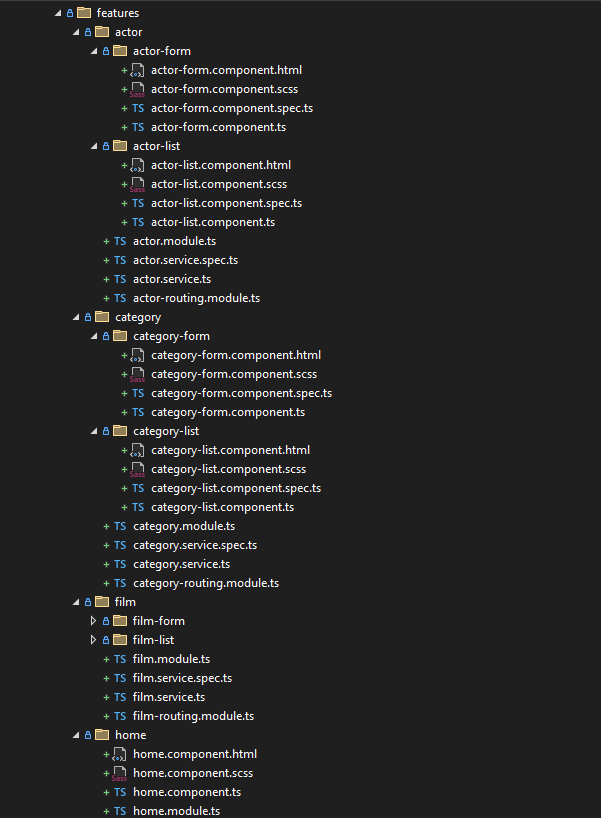 features
actor
actor-form
actor-form.component.html
Sass actor-form.component.scss
TS actor-form.component.spec.ts
TS actor-form.component.ts
actor-list
actor-list.component.html
Sass actor-list.component.scss
TS actor-list.component.spec.ts
TS actor-list.component.ts
TS actor.module.ts
TS actor.service.spec.ts
TS actor.service.ts
TS actor-routing.module.ts
category
category-form
category-form.component.html
Sass category-form.component.scss
TS category-form.component.spec.ts
TS category-form.component.ts
category-list
category-list.component.html
Sass category-list.component.scss
TS category-list.component.spec.ts
TS category-list.component.ts
TS category.module.ts
TS category.service.spec.ts
TS category.service.ts
TS category-routing.module.ts
film
film-form
film-list
TS film.module.ts
TS film.service.spec.ts
TS film.service.ts
TS film-routing.module.ts
home
home.component.html
Sass home.component.scss
TS home.component.ts
TS home.module.ts